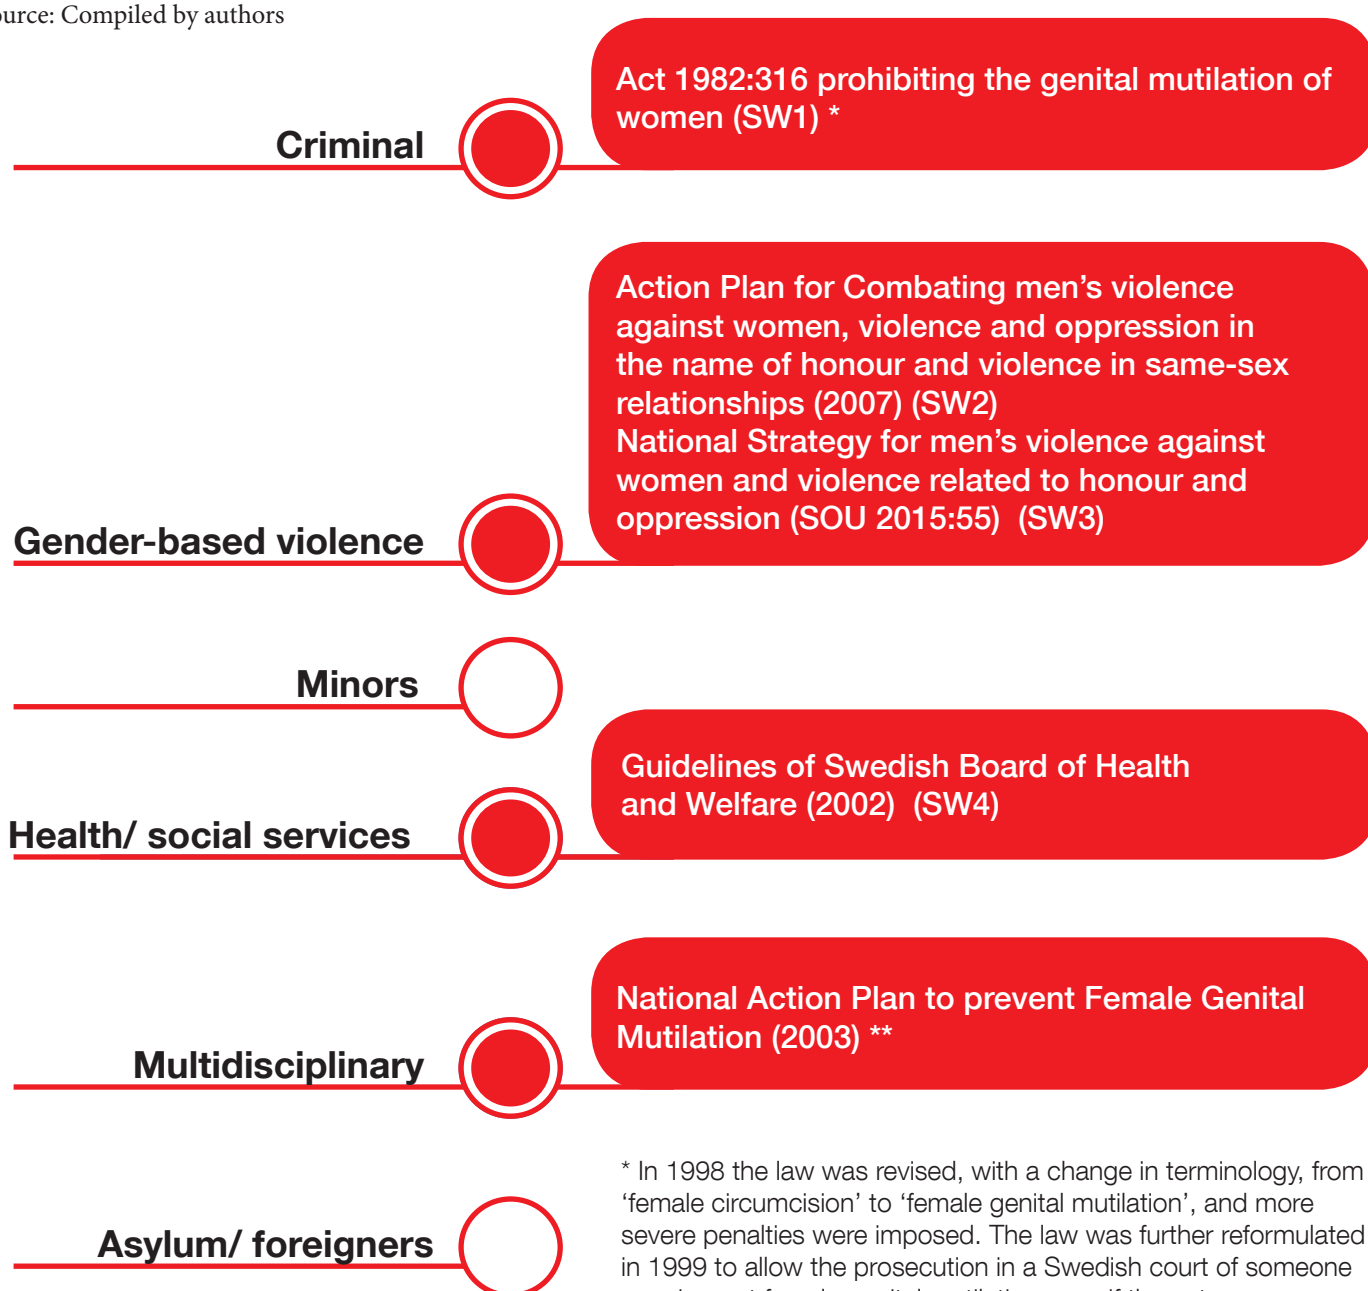 ource: Compiled by authors
Criminal
Act 1982:316 prohibiting the genital mutilation of
women (SW1) *
Gender-based violence
Action Plan for Combating men’s violence
against women, violence and oppression in
the name of honour and violence in same-sex
relationships (2007) (SW2)
National Strategy for men’s violence against
women and violence related to honour and
oppression (SOU 2015:55)  (SW3)
Minors
Health/ social services
Guidelines of Swedish Board of Health
and Welfare (2002)  (SW4)
Multidisciplinary
National Action Plan to prevent Female Genital
Mutilation (2003) **
Asylum/ foreigners
* In 1998 the law was revised, with a change in terminology, from
‘female circumcision’ to ‘female genital mutilation’, and more
severe penalties were imposed. The law was further reformulated
in 1999 to allow the prosecution in a Swedish court of someone